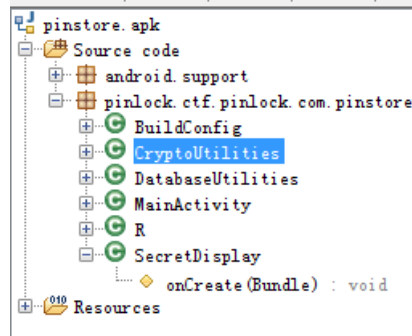 pinstore.apk
Source code
android.support
pinlock.ctf.pinlock.com.pinstore
BuildConfig
CryptoUtilities
DatabaseUtilities
MainActivity
R
SecretDisplay
onCreate(Bundle) : void
010
Resources